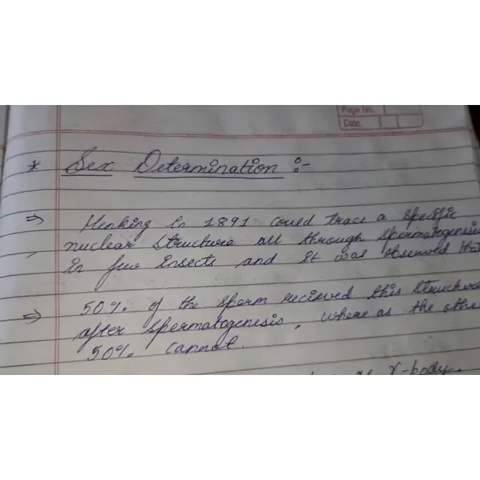 Page No.
Date
* Sex Determination :-
⇒ Henking in 1891 could trace a specific
nuclear structure all through spermatogenesis
in few insects and it was observed that
⇒ 50% of the sperm recieved this structure
after spermatogenesis, where as the other
50% cannot.
as x-body.